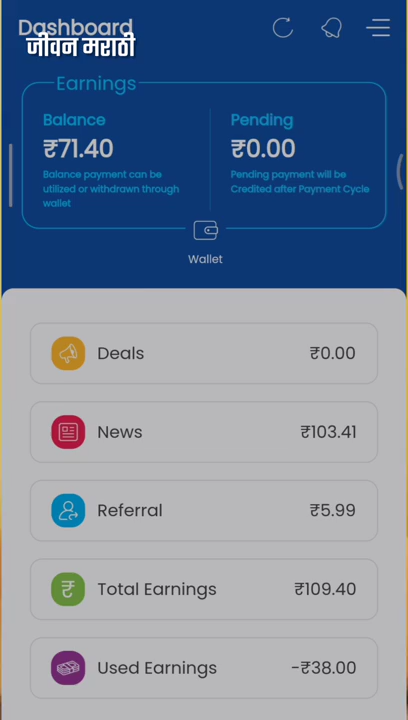 Dashboard
जीवन मराठी
Earnings
Balance
₹71.40
Balance payment can be
utilized or withdrawn through
wallet
Pending
₹0.00
Pending payment will be
Credited after Payment Cycle
Wallet
Deals ₹0.00
News ₹103.41
Referral ₹5.99
Total Earnings ₹109.40
Used Earnings -₹38.00